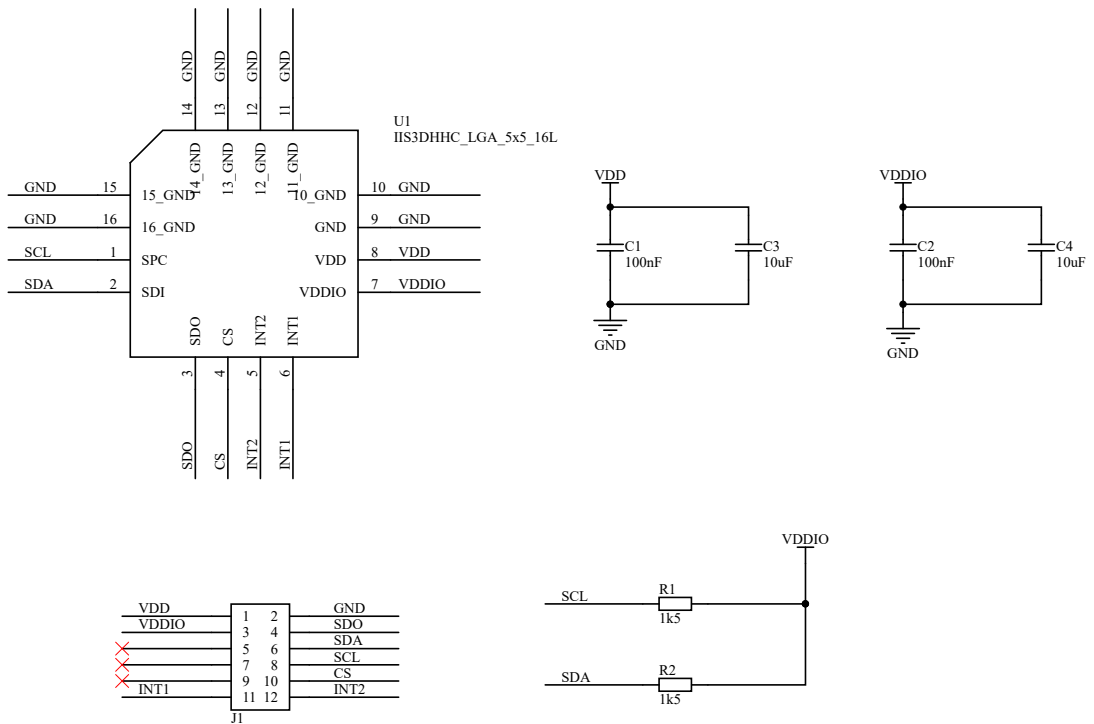 14 GND
13 GND
12 GND
11 GND
U1
IIS3DHHC_LGA_5x5_16L
14_GND
13_GND
12_GND
11_GND
GND 15 15_GND
10_GND 10 GND
GND 16 16_GND
GND 9 GND
SCL 1 SPC
VDD 8 VDD
SDA 2 SDI
VDDIO 7 VDDIO
SDO
CS
INT2
INT1
3 SDO
4 CS
5 INT2
6 INT1
VDD
C1
100nF
C3
10uF
GND
VDDIO
C2
100nF
C4
10uF
GND
VDD 1 2 GND
VDDIO 3 4 SDO
5 6 SDA
7 8 SCL
9 10 CS
INT1 11 12 INT2
J1
VDDIO
SCL
R1
1k5
SDA
R2
1k5